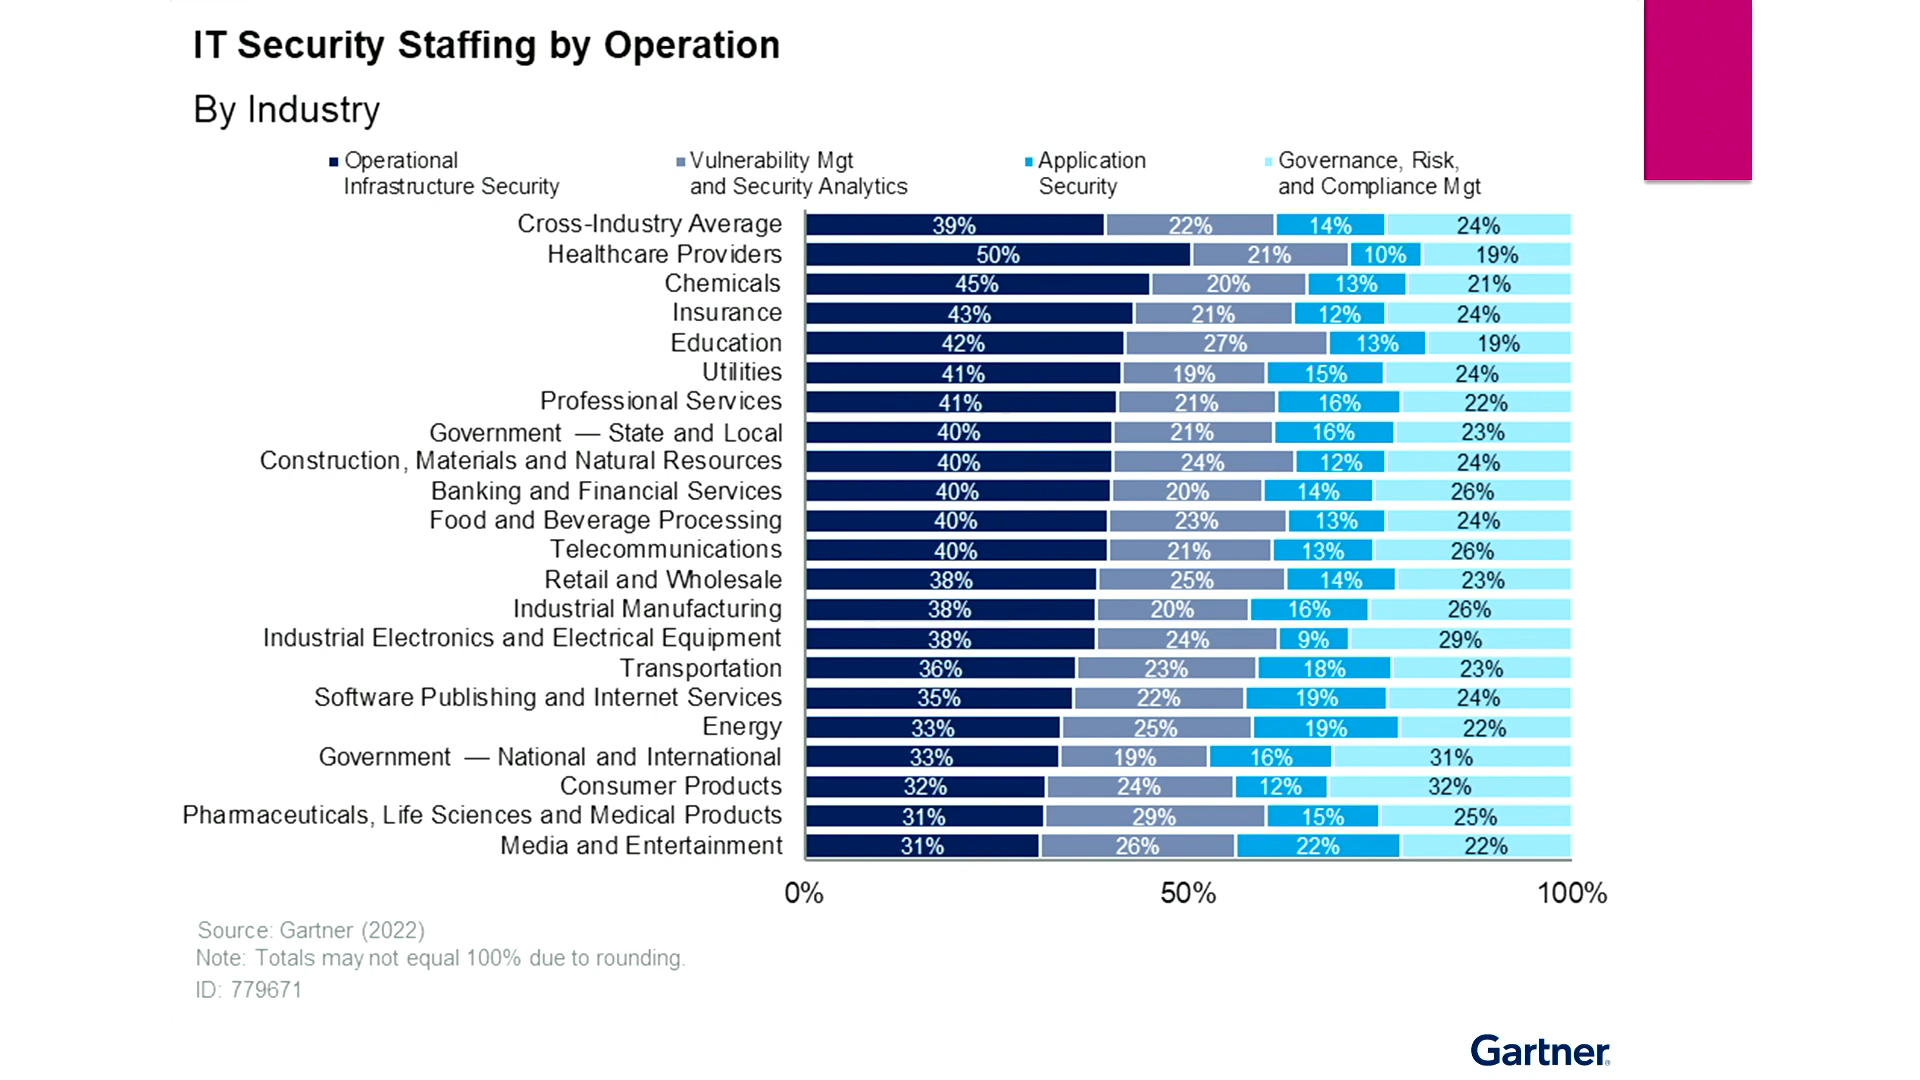 IT Security Staffing by Operation
By Industry
Operational
Infrastructure Security
Vulnerability Mgt
and Security Analytics
Application
Security
Governance, Risk,
and Compliance Mgt
Cross-Industry Average 39% 22% 14% 24%
Healthcare Providers 50% 21% 10% 19%
Chemicals 45% 20% 13% 21%
Insurance 43% 21% 12% 24%
Education 42% 27% 13% 19%
Utilities 41% 19% 15% 24%
Professional Services 41% 21% 16% 22%
Government — State and Local 40% 21% 16% 23%
Construction, Materials and Natural Resources 40% 24% 12% 24%
Banking and Financial Services 40% 20% 14% 26%
Food and Beverage Processing 40% 23% 13% 24%
Telecommunications 40% 21% 13% 26%
Retail and Wholesale 38% 25% 14% 23%
Industrial Manufacturing 38% 20% 16% 26%
Industrial Electronics and Electrical Equipment 38% 24% 9% 29%
Transportation 36% 23% 18% 23%
Software Publishing and Internet Services 35% 22% 19% 24%
Energy 33% 25% 19% 22%
Government — National and International 33% 19% 16% 31%
Consumer Products 32% 24% 12% 32%
Pharmaceuticals, Life Sciences and Medical Products 31% 29% 15% 25%
Media and Entertainment 31% 26% 22% 22%
0% 50% 100%
Source: Gartner (2022)
Note: Totals may not equal 100% due to rounding.
ID: 779671
Gartner